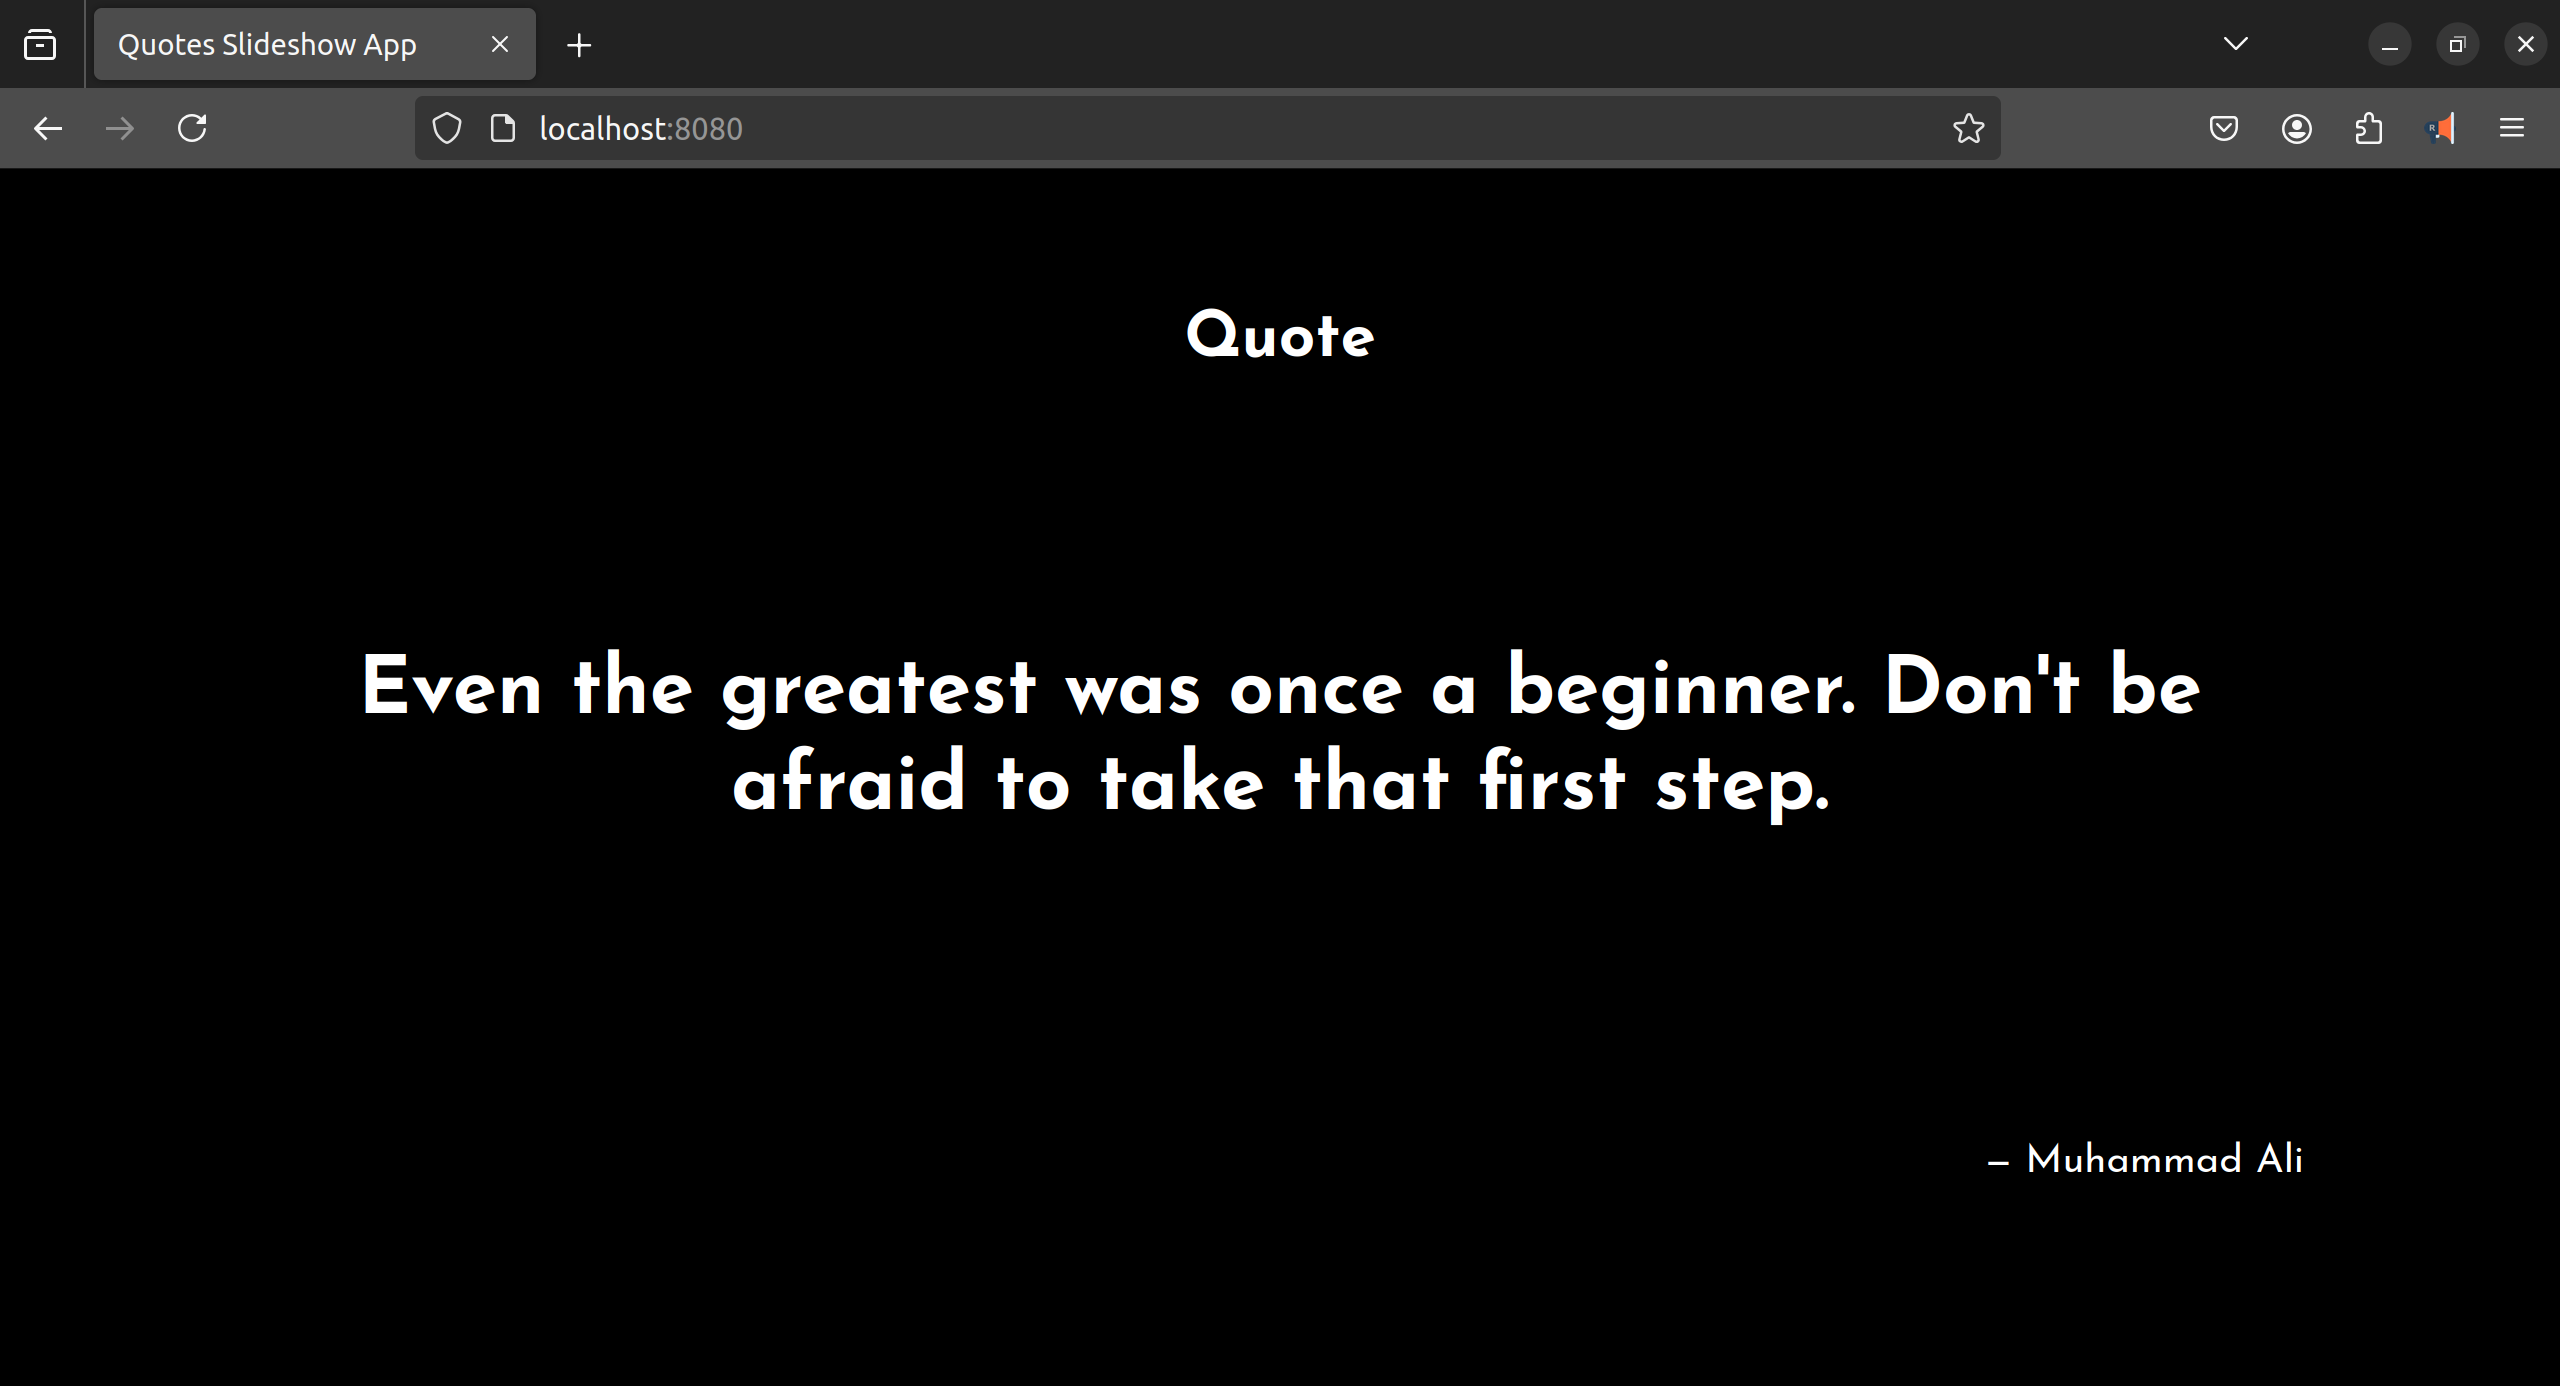 Quotes Slideshow App
localhost:8080
Quote
Even the greatest was once a beginner. Don't be
afraid to take that first step.
– Muhammad Ali